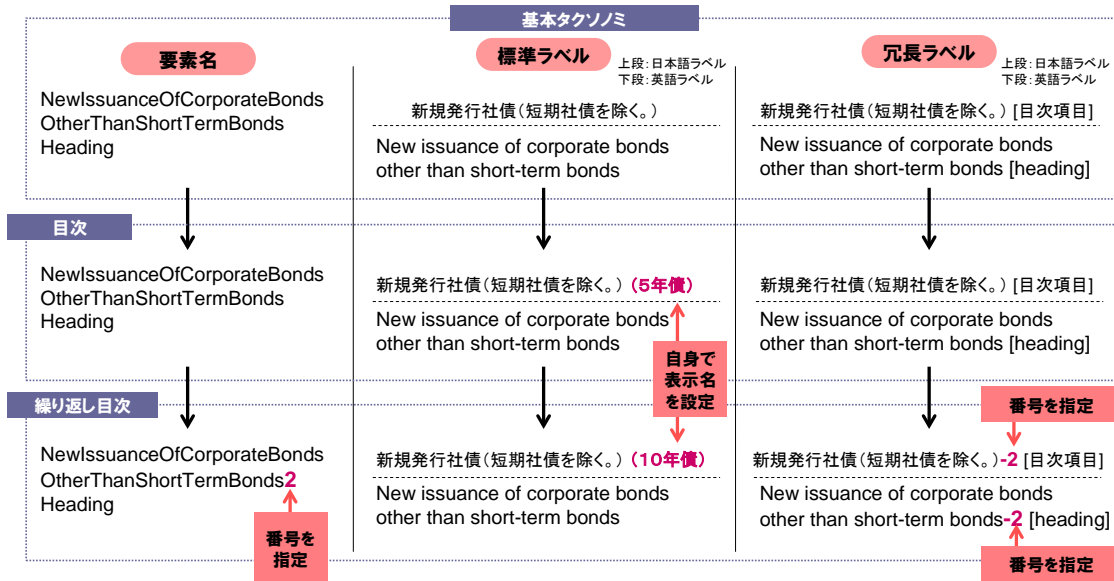 基本タクソノミ
要素名
標準ラベル
上段：日本語ラベル
下段：英語ラベル
冗長ラベル
上段：日本語ラベル
下段：英語ラベル
NewIssuanceOfCorporateBonds
OtherThanShortTermBonds
Heading
新規発行社債（短期社債を除く。）
New issuance of corporate bonds
other than short-term bonds
新規発行社債（短期社債を除く。） [目次項目]
New issuance of corporate bonds
other than short-term bonds [heading]
目次
NewIssuanceOfCorporateBonds
OtherThanShortTermBonds
Heading
新規発行社債（短期社債を除く。） （5年債）
New issuance of corporate bonds
other than short-term bonds
新規発行社債（短期社債を除く。） [目次項目]
New issuance of corporate bonds
other than short-term bonds [heading]
自身で
表示名
を設定
繰り返し目次
番号を指定
NewIssuanceOfCorporateBonds
OtherThanShortTermBonds2
Heading
新規発行社債（短期社債を除く。） （10年債）
New issuance of corporate bonds
other than short-term bonds
新規発行社債（短期社債を除く。）-2 [目次項目]
New issuance of corporate bonds
other than short-term bonds-2 [heading]
番号を
指定
番号を指定